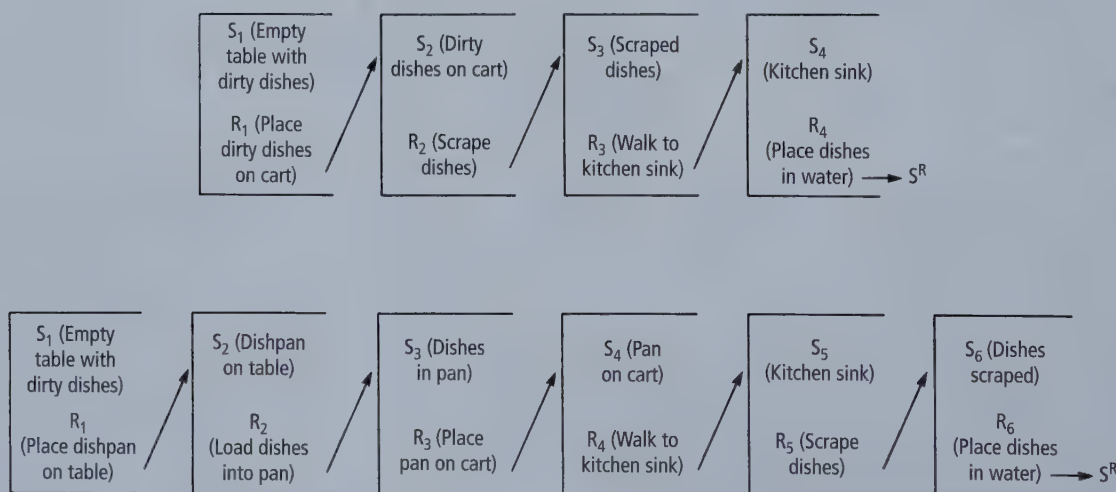 S₁ (Empty
table with
dirty dishes)
R₁ (Place
dirty dishes
on cart)
S₂ (Dirty
dishes on cart)
R₂ (Scrape
dishes)
S₃ (Scraped
dishes)
R₃ (Walk to
kitchen sink)
S₄
(Kitchen sink)
R₄
(Place dishes
in water)
Sᴿ
S₁ (Empty
table with
dirty dishes)
R₁
(Place dishpan
on table)
S₂ (Dishpan
on table)
R₂
(Load dishes
into pan)
S₃ (Dishes
in pan)
R₃ (Place
pan on cart)
S₄ (Pan
on cart)
R₄ (Walk to
kitchen sink)
S₅
(Kitchen sink)
R₅ (Scrape
dishes)
S₆ (Dishes
scraped)
R₆
(Place dishes
in water)
Sᴿ